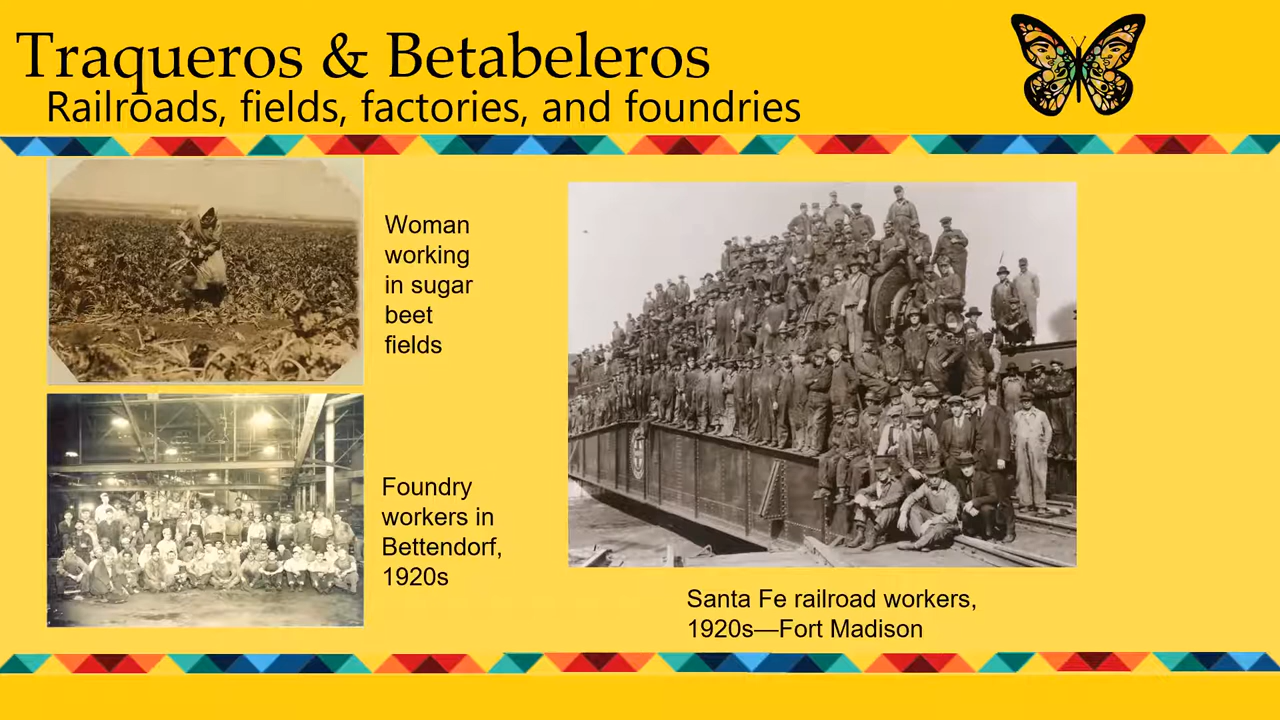 Traqueros & Betabeleros
Railroads, fields, factories, and foundries
Woman
working
in sugar
beet
fields
Foundry
workers in
Bettendorf,
1920s
Santa Fe railroad workers,
1920s—Fort Madison